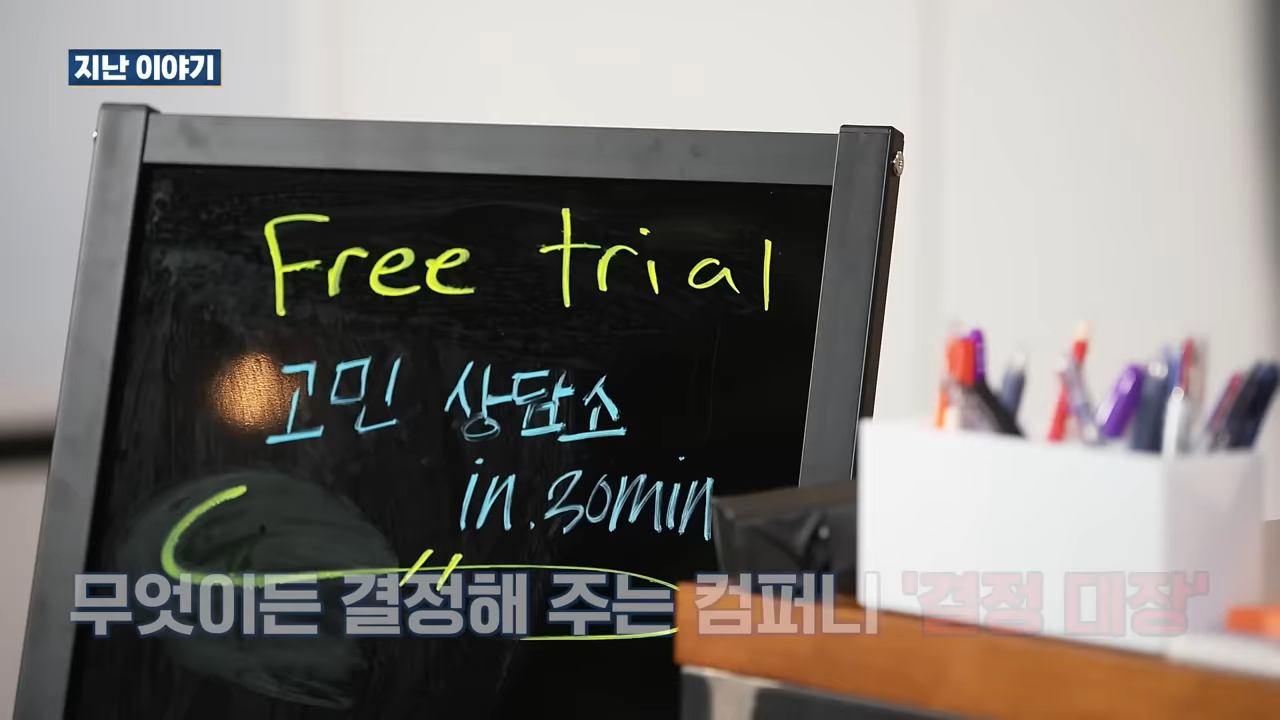 지난 이야기
Free trial
고민 상담소
in.30min
무엇이든 결정해 주는 컴퍼니 '결정 대장'